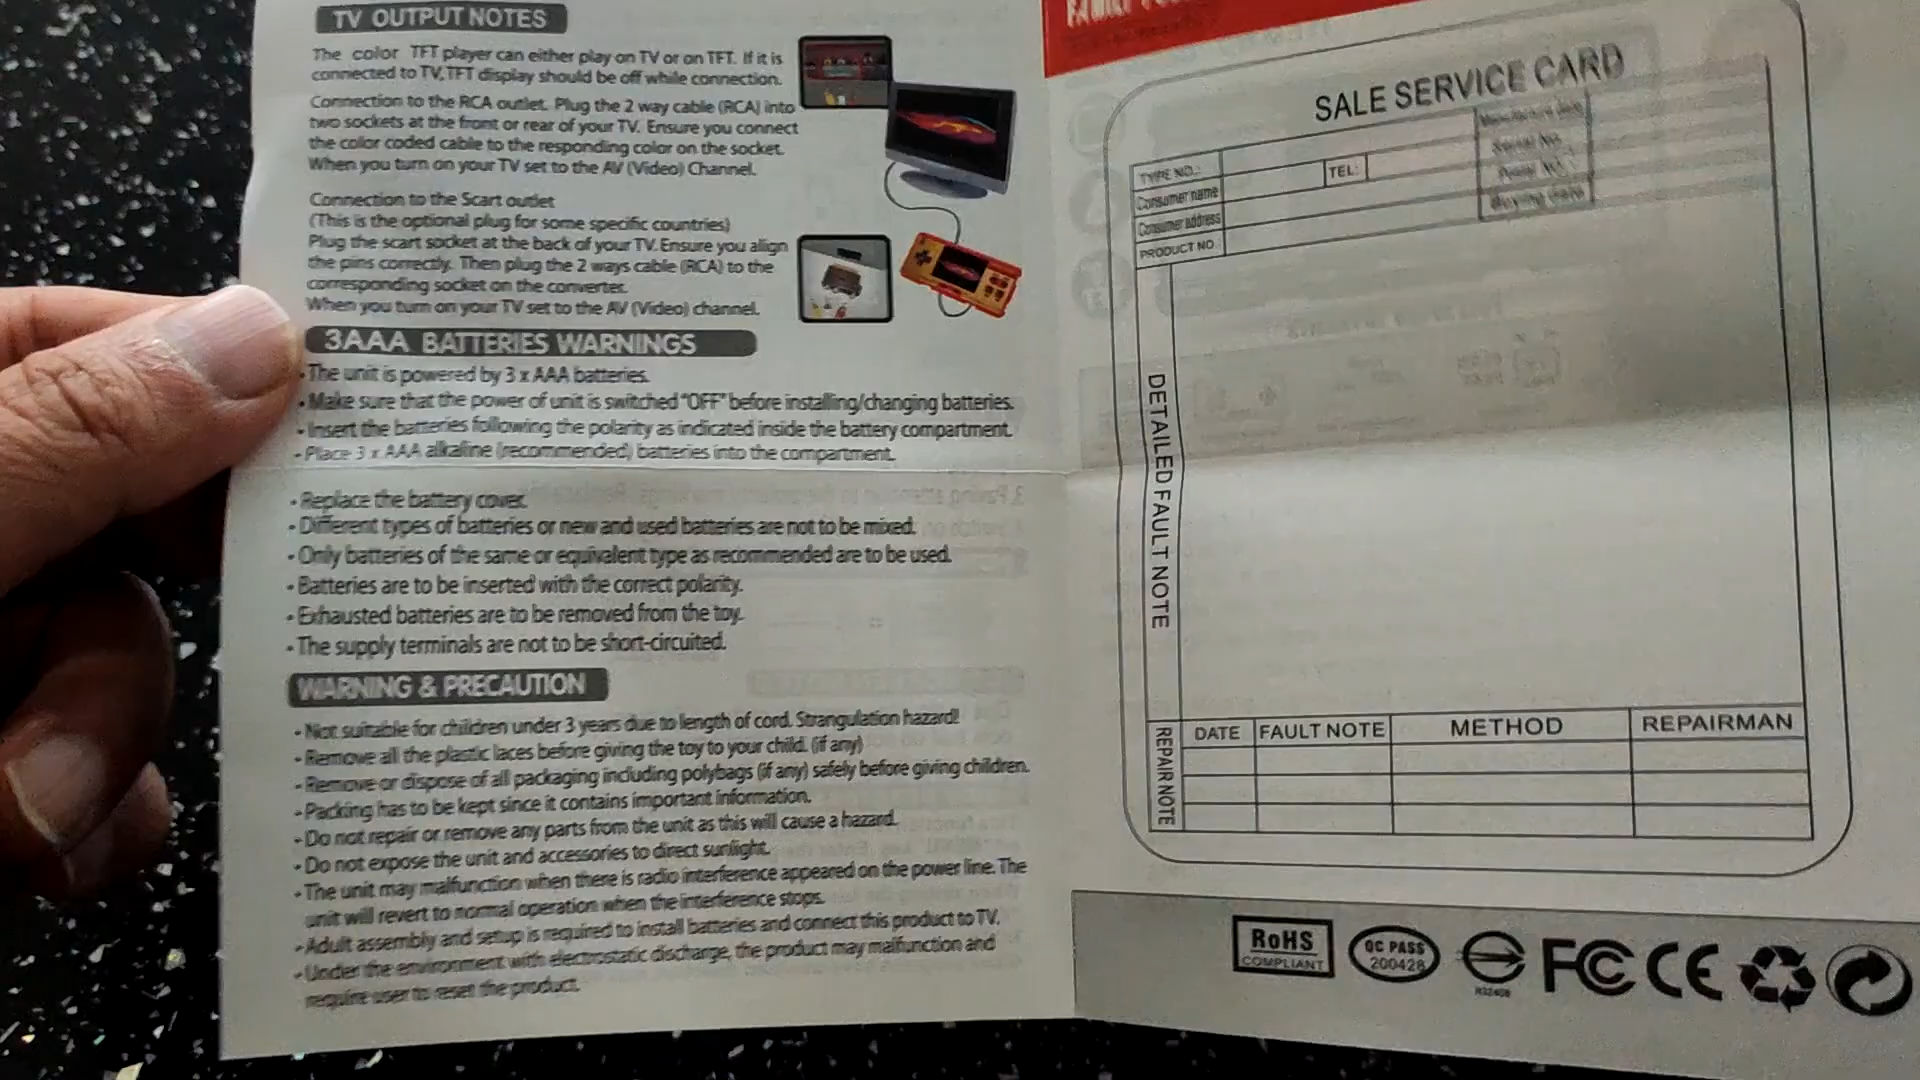 TV OUTPUT NOTES
The color TFT player can either play on TV or on TFT. If it is
connected to TV,TFT display should be off while connection.
Connection to the RCA outlet. Plug the 2 way cable (RCA) into
two sockets at the front or rear of your TV. Ensure you connect
the color coded cable to the responding color on the socket.
When you turn on your TV set to the AV (Video) Channel.
Connection to the Scart outlet
(This is the optional plug for some specific countries)
Plug the scart socket at the back of your TV. Ensure you align
the pins correctly. Then plug the 2 ways cable (RCA) to the
corresponding socket on the converter.
When you turn on your TV set to the AV (Video) channel.
3AAA BATTERIES WARNINGS
- The unit is powered by 3 x AAA batteries.
- Make sure that the power of unit is switched "OFF" before installing/changing batteries.
- Insert the batteries following the polarity as indicated inside the battery compartment.
- Place 3 x AAA alkaline (recommended) batteries into the compartment.
- Replace the battery cover.
- Different types of batteries or new and used batteries are not to be mixed.
- Only batteries of the same or equivalent type as recommended are to be used.
- Batteries are to be inserted with the correct polarity.
- Exhausted batteries are to be removed from the toy.
- The supply terminals are not to be short-circuited.
WARNING & PRECAUTION
- Not suitable for children under 3 years due to length of cord. Strangulation hazard!
- Remove all the plastic laces before giving the toy to your child. (if any)
- Remove or dispose of all packaging including polybags (if any) safely before giving children.
- Packing has to be kept since it contains important information.
- Do not repair or remove any parts from the unit as this will cause a hazard.
- Do not expose the unit and accessories to direct sunlight.
- The unit may malfunction when there is radio interference appeared on the power line. The
unit will revert to normal operation when the interference stops.
- Adult assembly and setup is required to install batteries and connect this product to TV.
- Under the environment with electrostatic discharge, the product may malfunction and
require user to reset the product.
FAMILY
SALE SERVICE CARD
TYPE NO.:
Consumer name
TEL:
Consumer address
PRODUCT NO.
Serial No.
DETAILED FAULT NOTE
REPAIR NOTE
DATE
FAULT NOTE
METHOD
REPAIRMAN
RoHS
COMPLIANT
QC PASS
200428
FC
CE